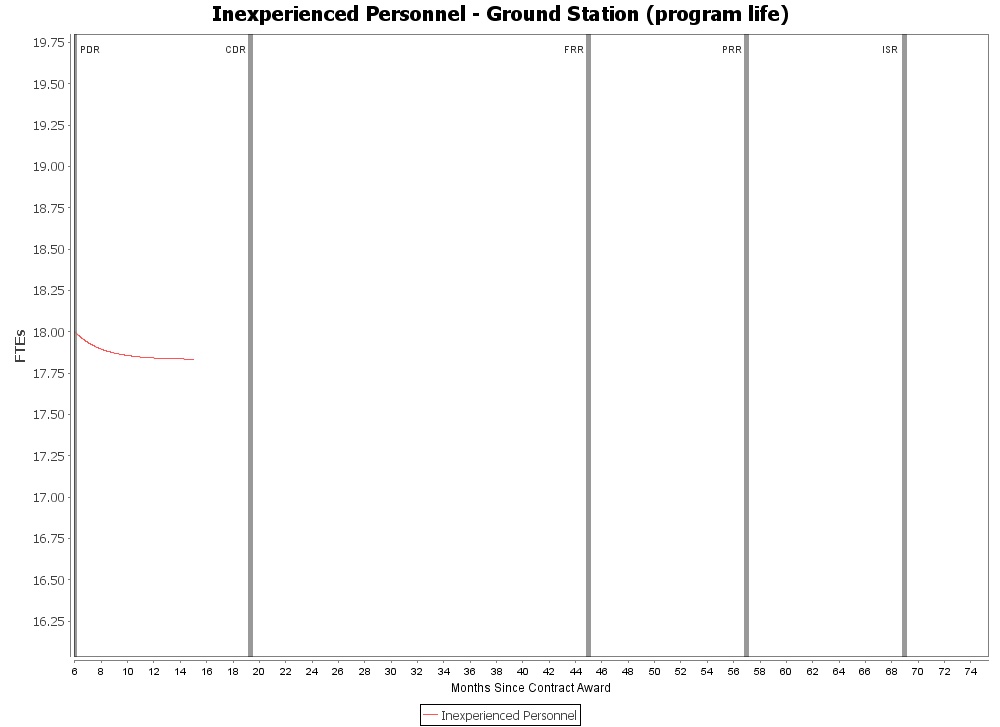 Inexperienced Personnel - Ground Station (program life)
PDR CDR FRR PRR ISR
19.75
19.50
19.25
19.00
18.75
18.50
18.25
18.00
17.75
17.50
17.25
17.00
16.75
16.50
16.25
FTEs
6 8 10 12 14 16 18 20 22 24 26 28 30 32 34 36 38 40 42 44 46 48 50 52 54 56 58 60 62 64 66 68 70 72 74
Months Since Contract Award
Inexperienced Personnel